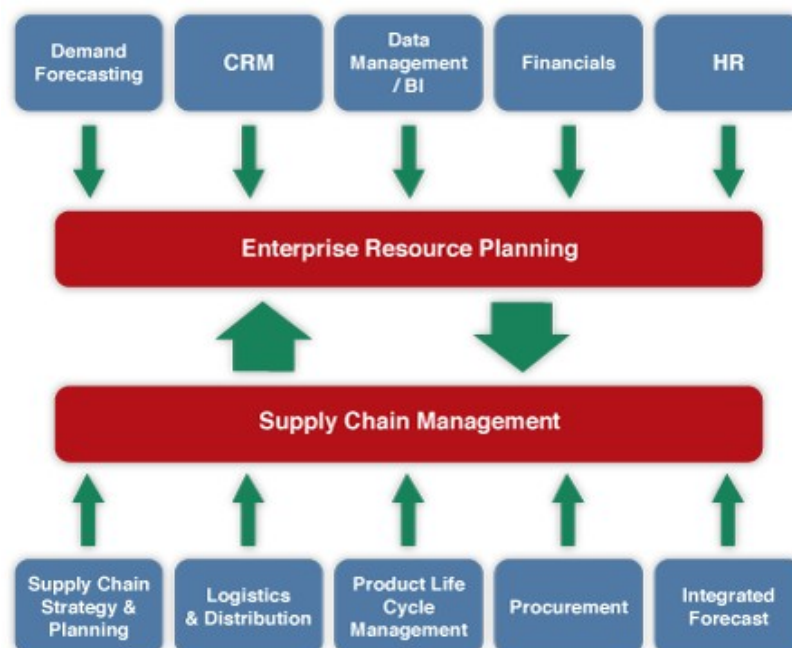 Demand
Forecasting
CRM
Data
Management
/ BI
Financials
HR
Enterprise Resource Planning
Supply Chain Management
Supply Chain
Strategy &
Planning
Logistics
& Distribution
Product Life
Cycle
Management
Procurement
Integrated
Forecast